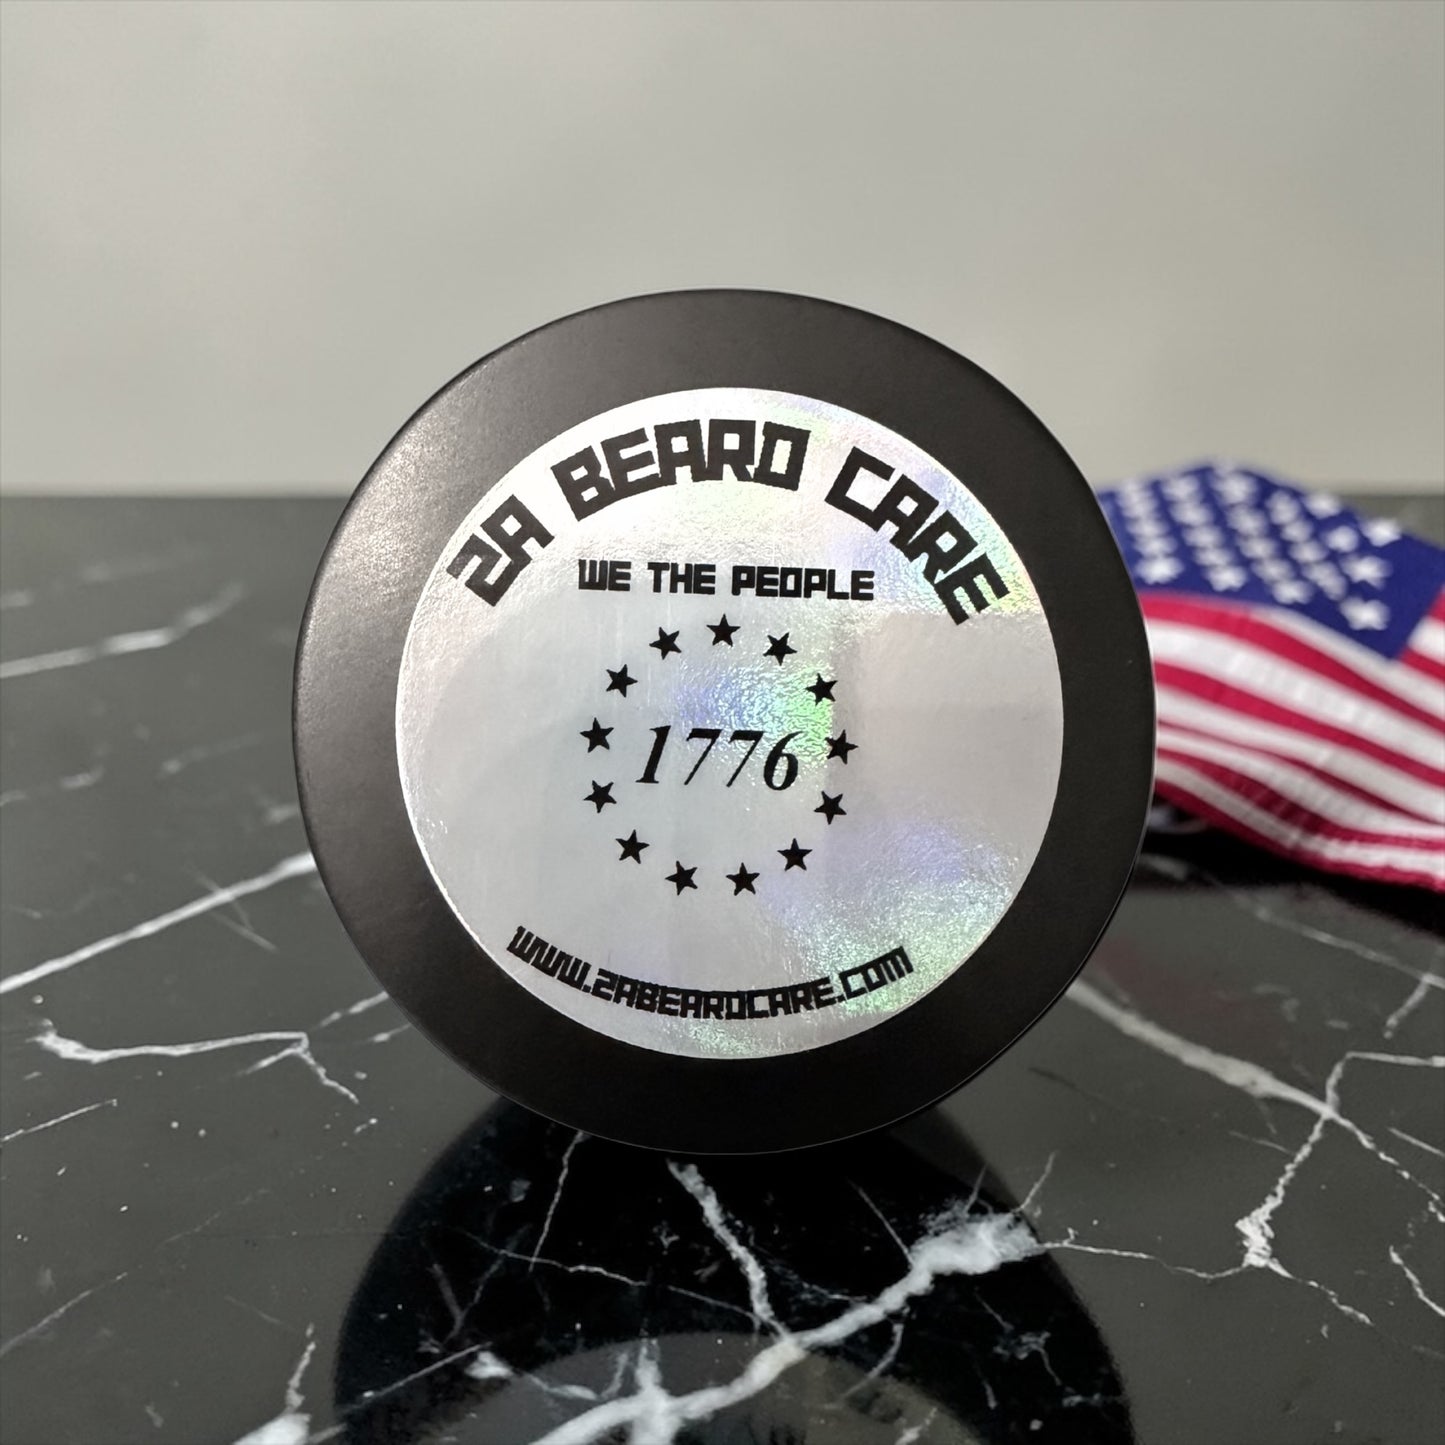 2A BEARD CARE
WE THE PEOPLE
1776
WWW.2ABEARDCARE.COM